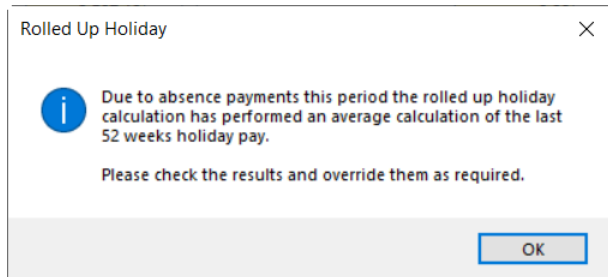 Rolled Up Holiday
Due to absence payments this period the rolled up holiday
calculation has performed an average calculation of the last
52 weeks holiday pay.
Please check the results and override them as required.
OK